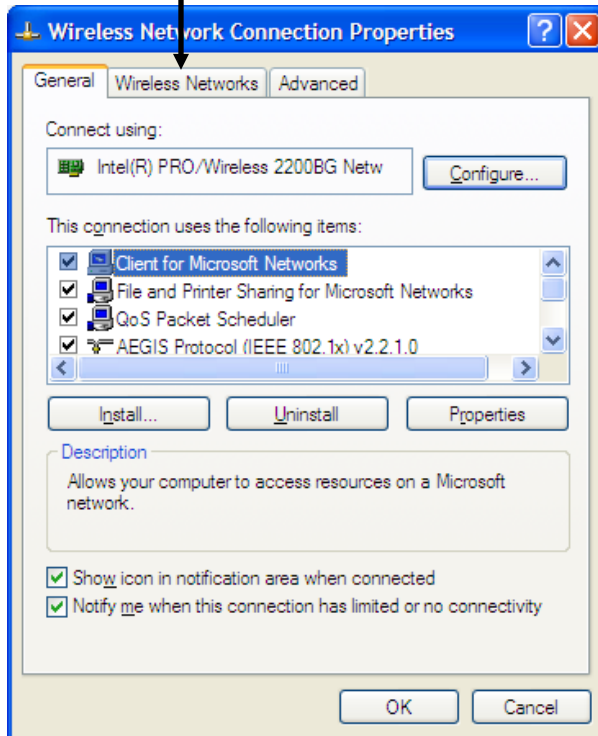 Wireless Network Connection Properties
General Wireless Networks Advanced
Connect using:
Intel(R) PRO/Wireless 2200BG Netw Configure...
This connection uses the following items:
Client for Microsoft Networks
File and Printer Sharing for Microsoft Networks
QoS Packet Scheduler
AEGIS Protocol (IEEE 802.1x) v2.2.1.0
Install... Uninstall Properties
Description
Allows your computer to access resources on a Microsoft
network.
Show icon in notification area when connected
Notify me when this connection has limited or no connectivity
OK Cancel